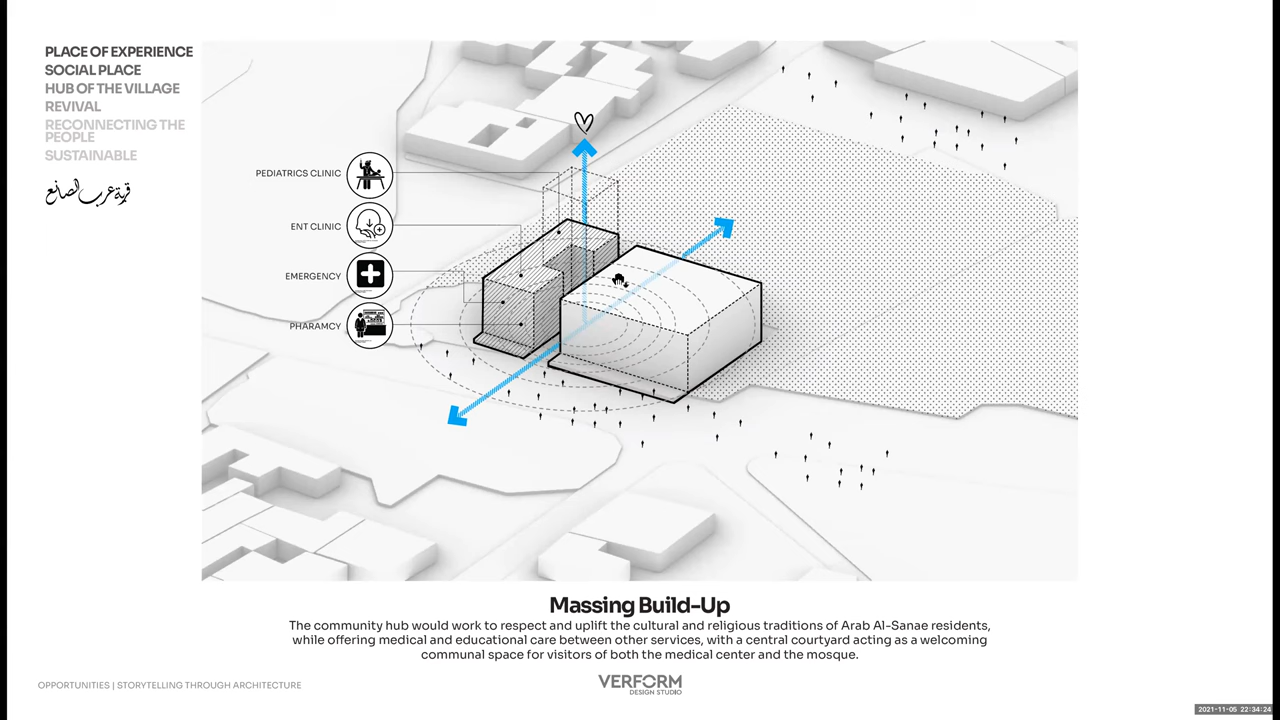 PLACE OF EXPERIENCE
SOCIAL PLACE
HUB OF THE VILLAGE
REVIVAL
RECONNECTING THE
PEOPLE
SUSTAINABLE
قرية عرب الصانع
PEDIATRICS CLINIC
ENT CLINIC
EMERGENCY
PHARAMCY
Massing Build-Up
The community hub would work to respect and uplift the cultural and religious traditions of Arab Al-Sanae residents,
while offering medical and educational care between other services, with a central courtyard acting as a welcoming
communal space for visitors of both the medical center and the mosque.
OPPORTUNITIES | STORYTELLING THROUGH ARCHITECTURE
VERFORM
DESIGN STUDIO
2021-11-05 22:34:24